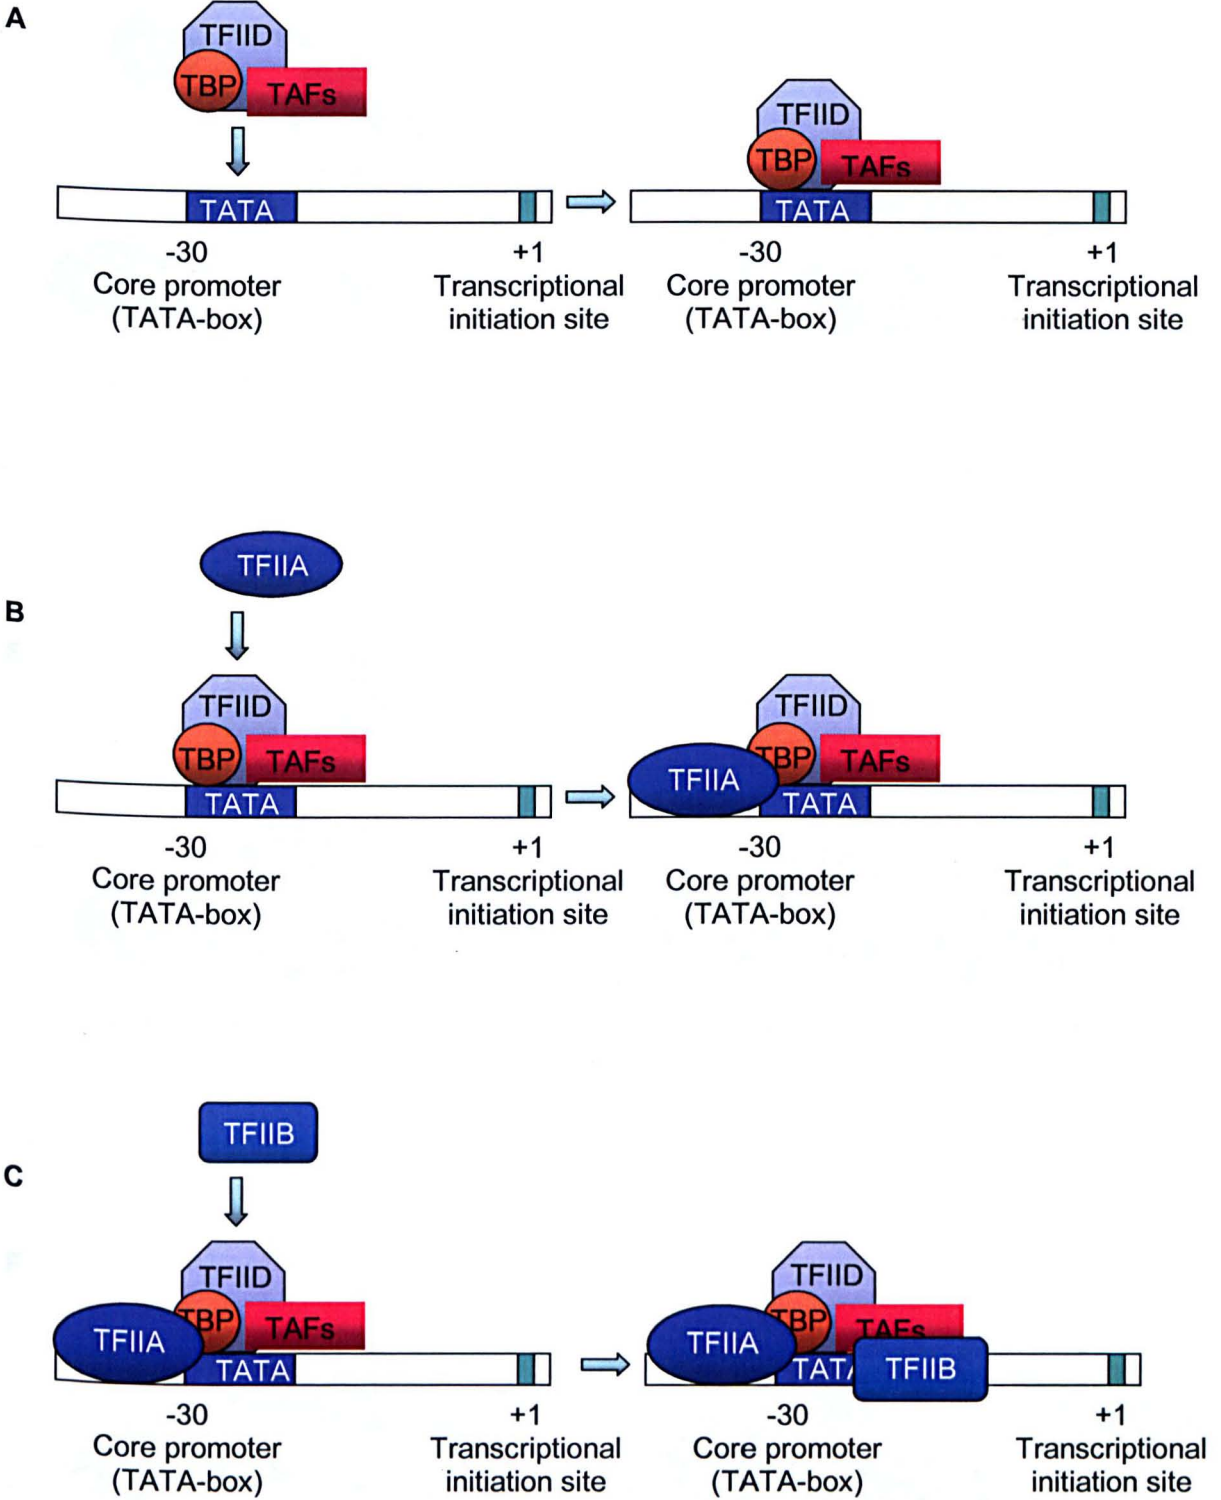 A
TFIID
TBP
TAFs
TATA
-30
+1
Core promoter
(TATA-box)
Transcriptional
initiation site
TFIID
TBP
TAFs
TATA
-30
+1
Core promoter
(TATA-box)
Transcriptional
initiation site
B
TFIIA
TFIID
TBP
TAFs
TATA
-30
+1
Core promoter
(TATA-box)
Transcriptional
initiation site
TFIID
TFIIA
TBP
TAFs
TATA
-30
+1
Core promoter
(TATA-box)
Transcriptional
initiation site
C
TFIIB
TFIID
TFIIA
TBP
TAFs
TATA
-30
+1
Core promoter
(TATA-box)
Transcriptional
initiation site
TFIID
TFIIA
TBP
TAFs
TATA
TFIIB
-30
+1
Core promoter
(TATA-box)
Transcriptional
initiation site